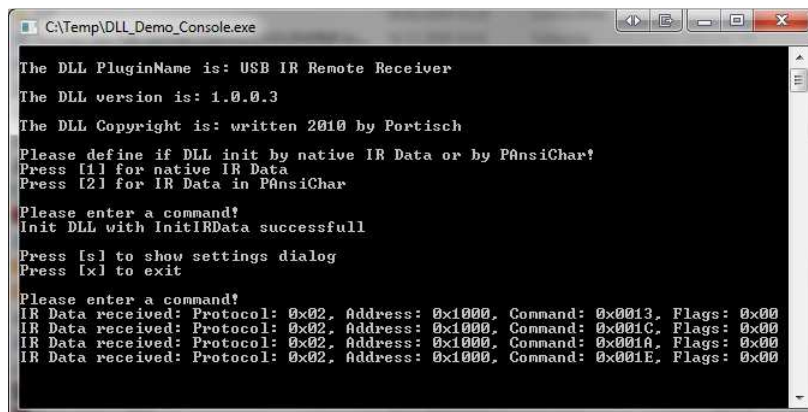 C:\Temp\DLL_Demo_Console.exe
The DLL PluginName is: USB IR Remote Receiver
The DLL version is: 1.0.0.3
The DLL Copyright is: written 2010 by Portisch
Please define if DLL init by native IR Data or by PAnsiChar!
Press [1] for native IR Data
Press [2] for IR Data in PAnsiChar
Please enter a command!
Init DLL with InitIRData successfull
Press [s] to show settings dialog
Press [x] to exit
Please enter a command!
IR Data received: Protocol: 0x02, Address: 0x1000, Command: 0x0013, Flags: 0x00
IR Data received: Protocol: 0x02, Address: 0x1000, Command: 0x001C, Flags: 0x00
IR Data received: Protocol: 0x02, Address: 0x1000, Command: 0x001A, Flags: 0x00
IR Data received: Protocol: 0x02, Address: 0x1000, Command: 0x001E, Flags: 0x00